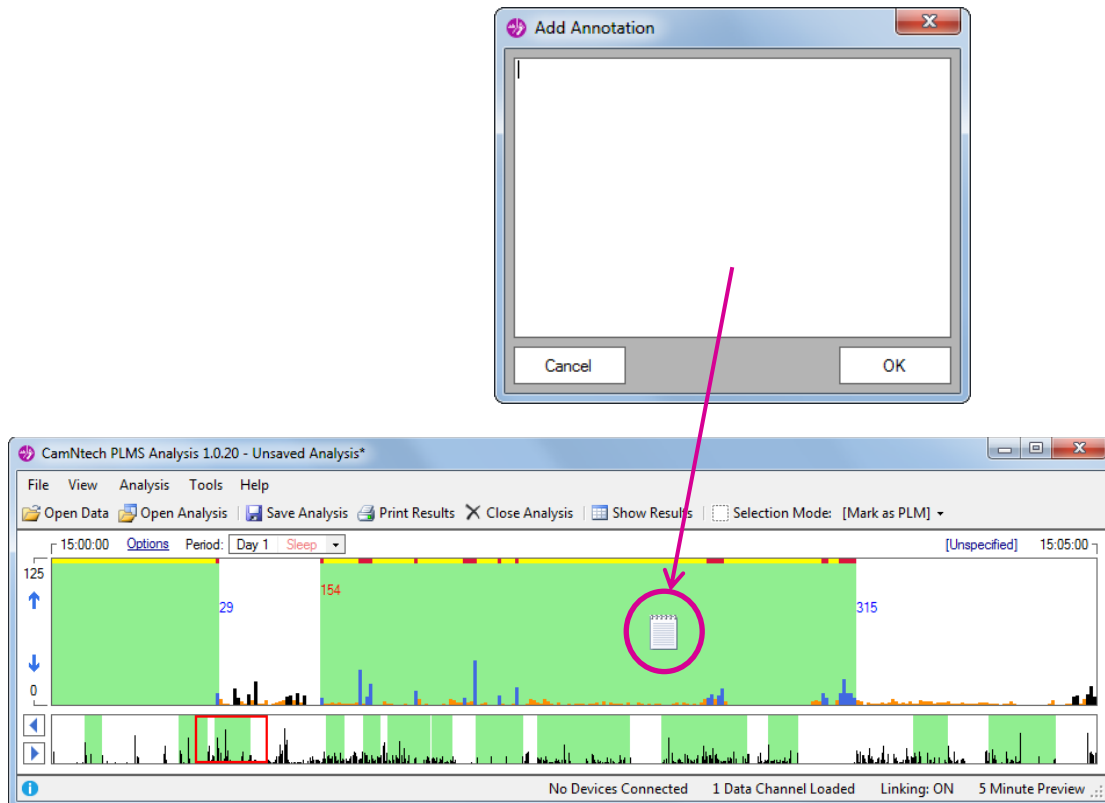 Add Annotation
Cancel OK
CamNtech PLMS Analysis 1.0.20 - Unsaved Analysis*
File View Analysis Tools Help
Open Data Open Analysis Save Analysis Print Results Close Analysis Show Results Selection Mode: [Mark as PLM]
15:00:00 Options Period: Day 1 Sleep [Unspecified] 15:05:00
125
154
29 315
0
No Devices Connected 1 Data Channel Loaded Linking: ON 5 Minute Preview